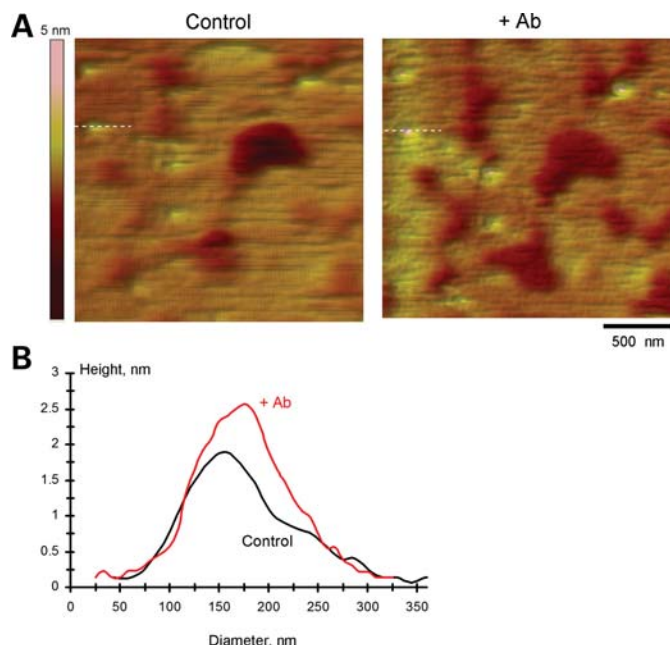 A
Control
+ Ab
5 nm
500 nm
B
Height, nm
3
2.5
2
1.5
1
0.5
0
+ Ab
Control
0 50 100 150 200 250 300 350
Diameter, nm